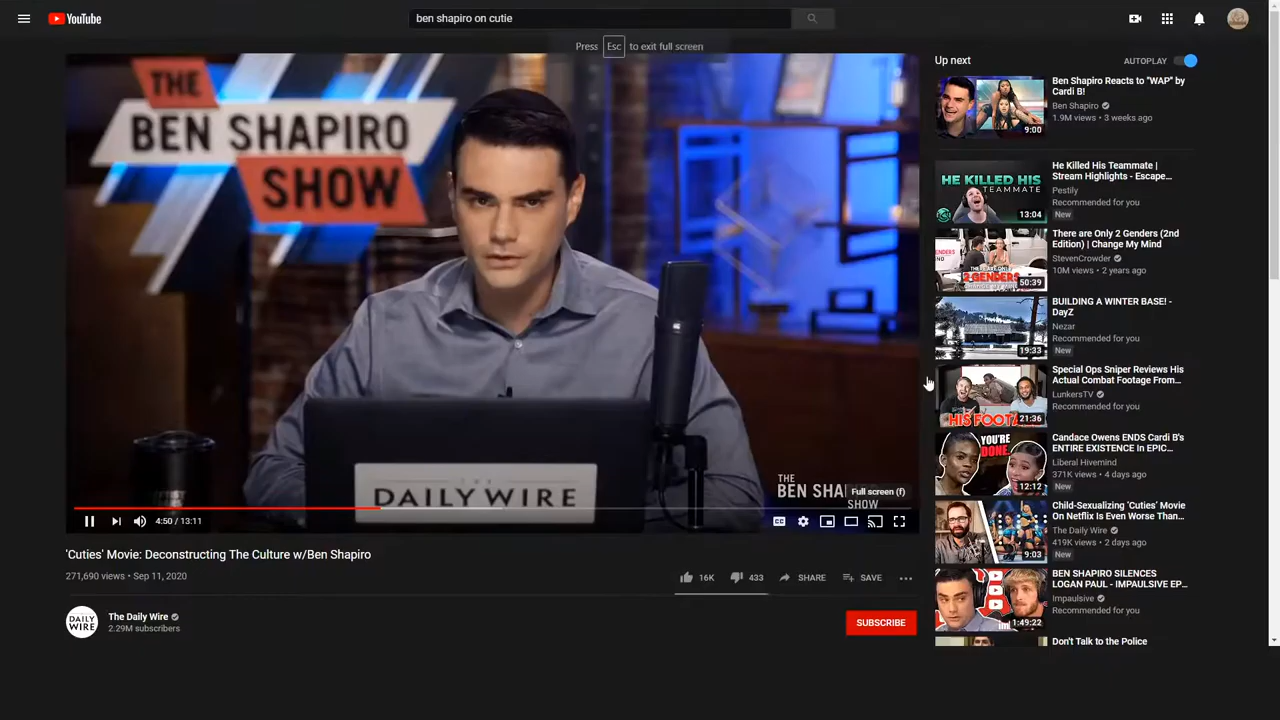 YouTube
ben shapiro on cutie
Press Esc to exit full screen
THE
BEN SHAPIRO
SHOW
DAILY WIRE
THE
BEN SHA
SHOW
Full screen (f)
4:50 / 13:11
'Cuties' Movie: Deconstructing The Culture w/Ben Shapiro
271,690 views • Sep 11, 2020
16K
433
SHARE
SAVE
DAILY
WIRE
The Daily Wire
2.29M subscribers
SUBSCRIBE
Up next
AUTOPLAY
9:00
Ben Shapiro Reacts to "WAP" by
Cardi B!
Ben Shapiro
1.9M views • 3 weeks ago
HE KILLED HIS
TEAMMATE
13:04
He Killed His Teammate |
Stream Highlights - Escape...
Pestily
Recommended for you
New
2 GENDERS
50:39
There are Only 2 Genders (2nd
Edition) | Change My Mind
StevenCrowder
10M views • 2 years ago
19:33
BUILDING A WINTER BASE! -
DayZ
Nezar
Recommended for you
New
HIS FOOTA
21:36
Special Ops Sniper Reviews His
Actual Combat Footage From...
LunkersTV
Recommended for you
YOU'RE
DONE.
12:12
Candace Owens ENDS Cardi B's
ENTIRE EXISTENCE In EPIC...
Liberal Hivemind
371K views • 4 days ago
New
9:03
Child-Sexualizing 'Cuties' Movie
On Netflix Is Even Worse Than...
The Daily Wire
419K views • 2 days ago
New
1:49:22
BEN SHAPIRO SILENCES
LOGAN PAUL - IMPAULSIVE EP...
Impaulsive
Recommended for you
Don't Talk to the Police